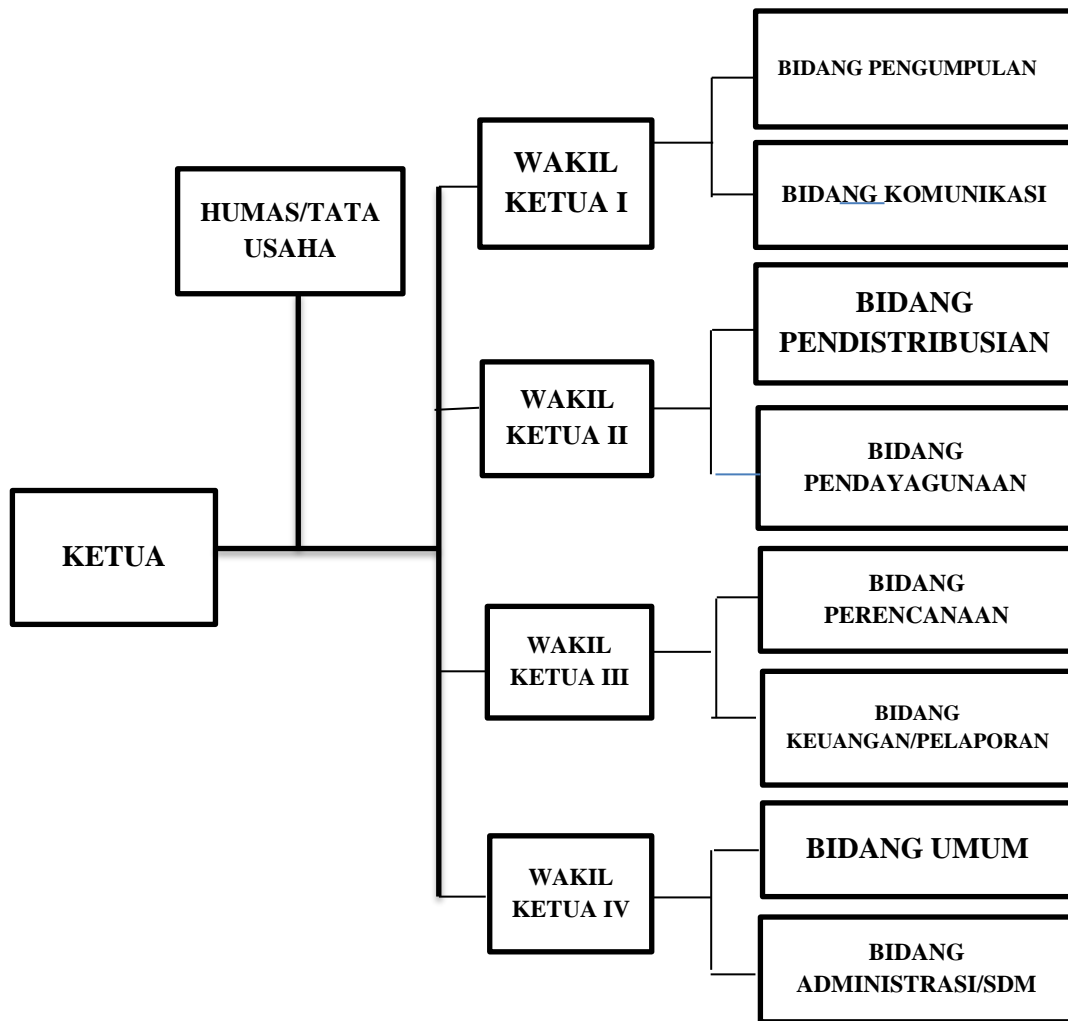 KETUA
HUMAS/TATA
USAHA
WAKIL
KETUA I
BIDANG PENGUMPULAN
BIDANG KOMUNIKASI
WAKIL
KETUA II
BIDANG
PENDISTRIBUSIAN
BIDANG
PENDAYAGUNAAN
WAKIL
KETUA III
BIDANG
PERENCANAAN
BIDANG
KEUANGAN/PELAPORAN
WAKIL
KETUA IV
BIDANG UMUM
BIDANG
ADMINISTRASI/SDM